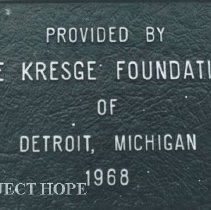 PROVIDED BY
E KRESGE FOUNDATI
OF
DETROIT, MICHIGAN
1968
JECT HOPE